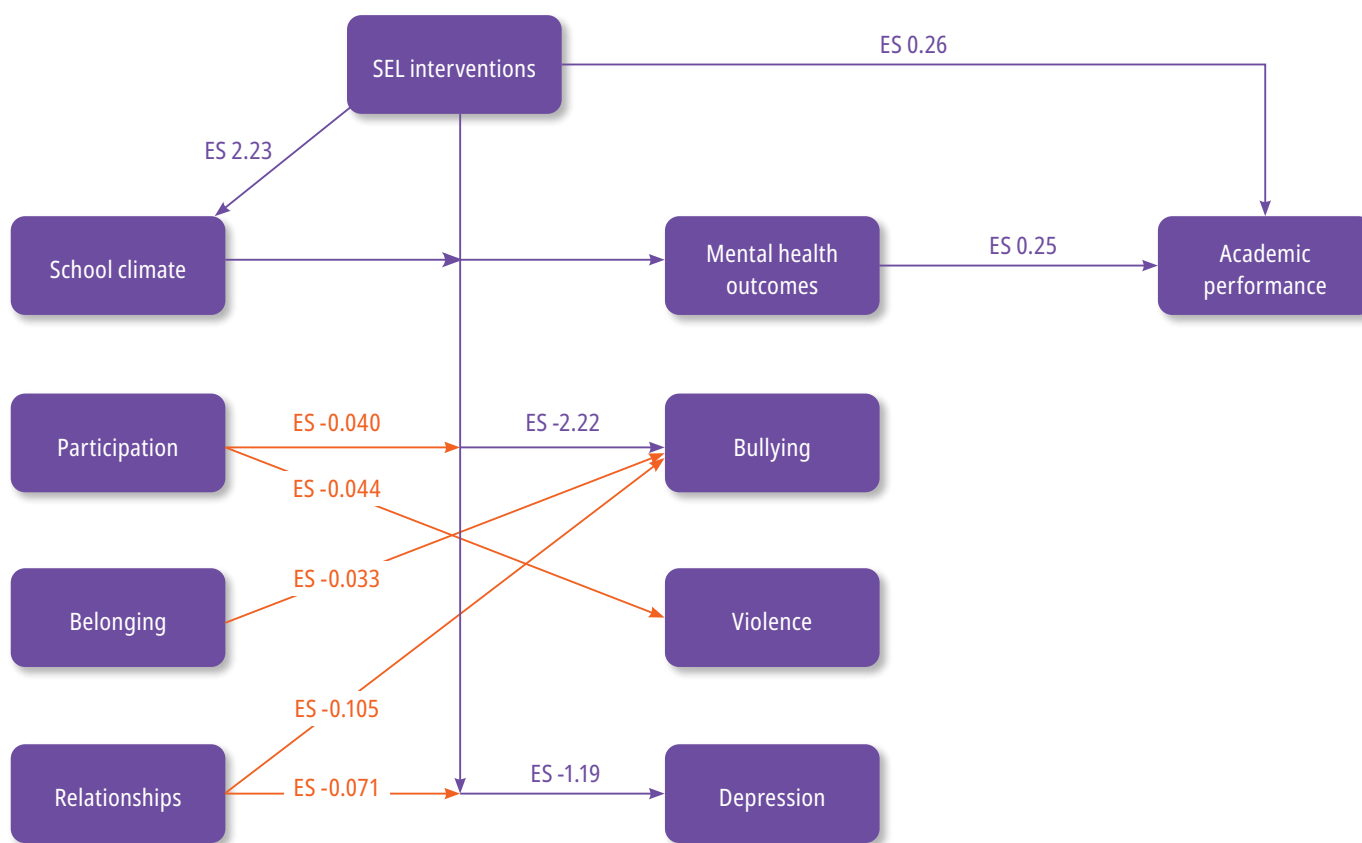 SEL interventions
ES 0.26
ES 2.23
School climate
Mental health
outcomes
ES 0.25
Academic
performance
Participation
ES -0.040
ES -2.22
Bullying
ES -0.044
Belonging
ES -0.033
Violence
ES -0.105
Relationships
ES -0.071
ES -1.19
Depression